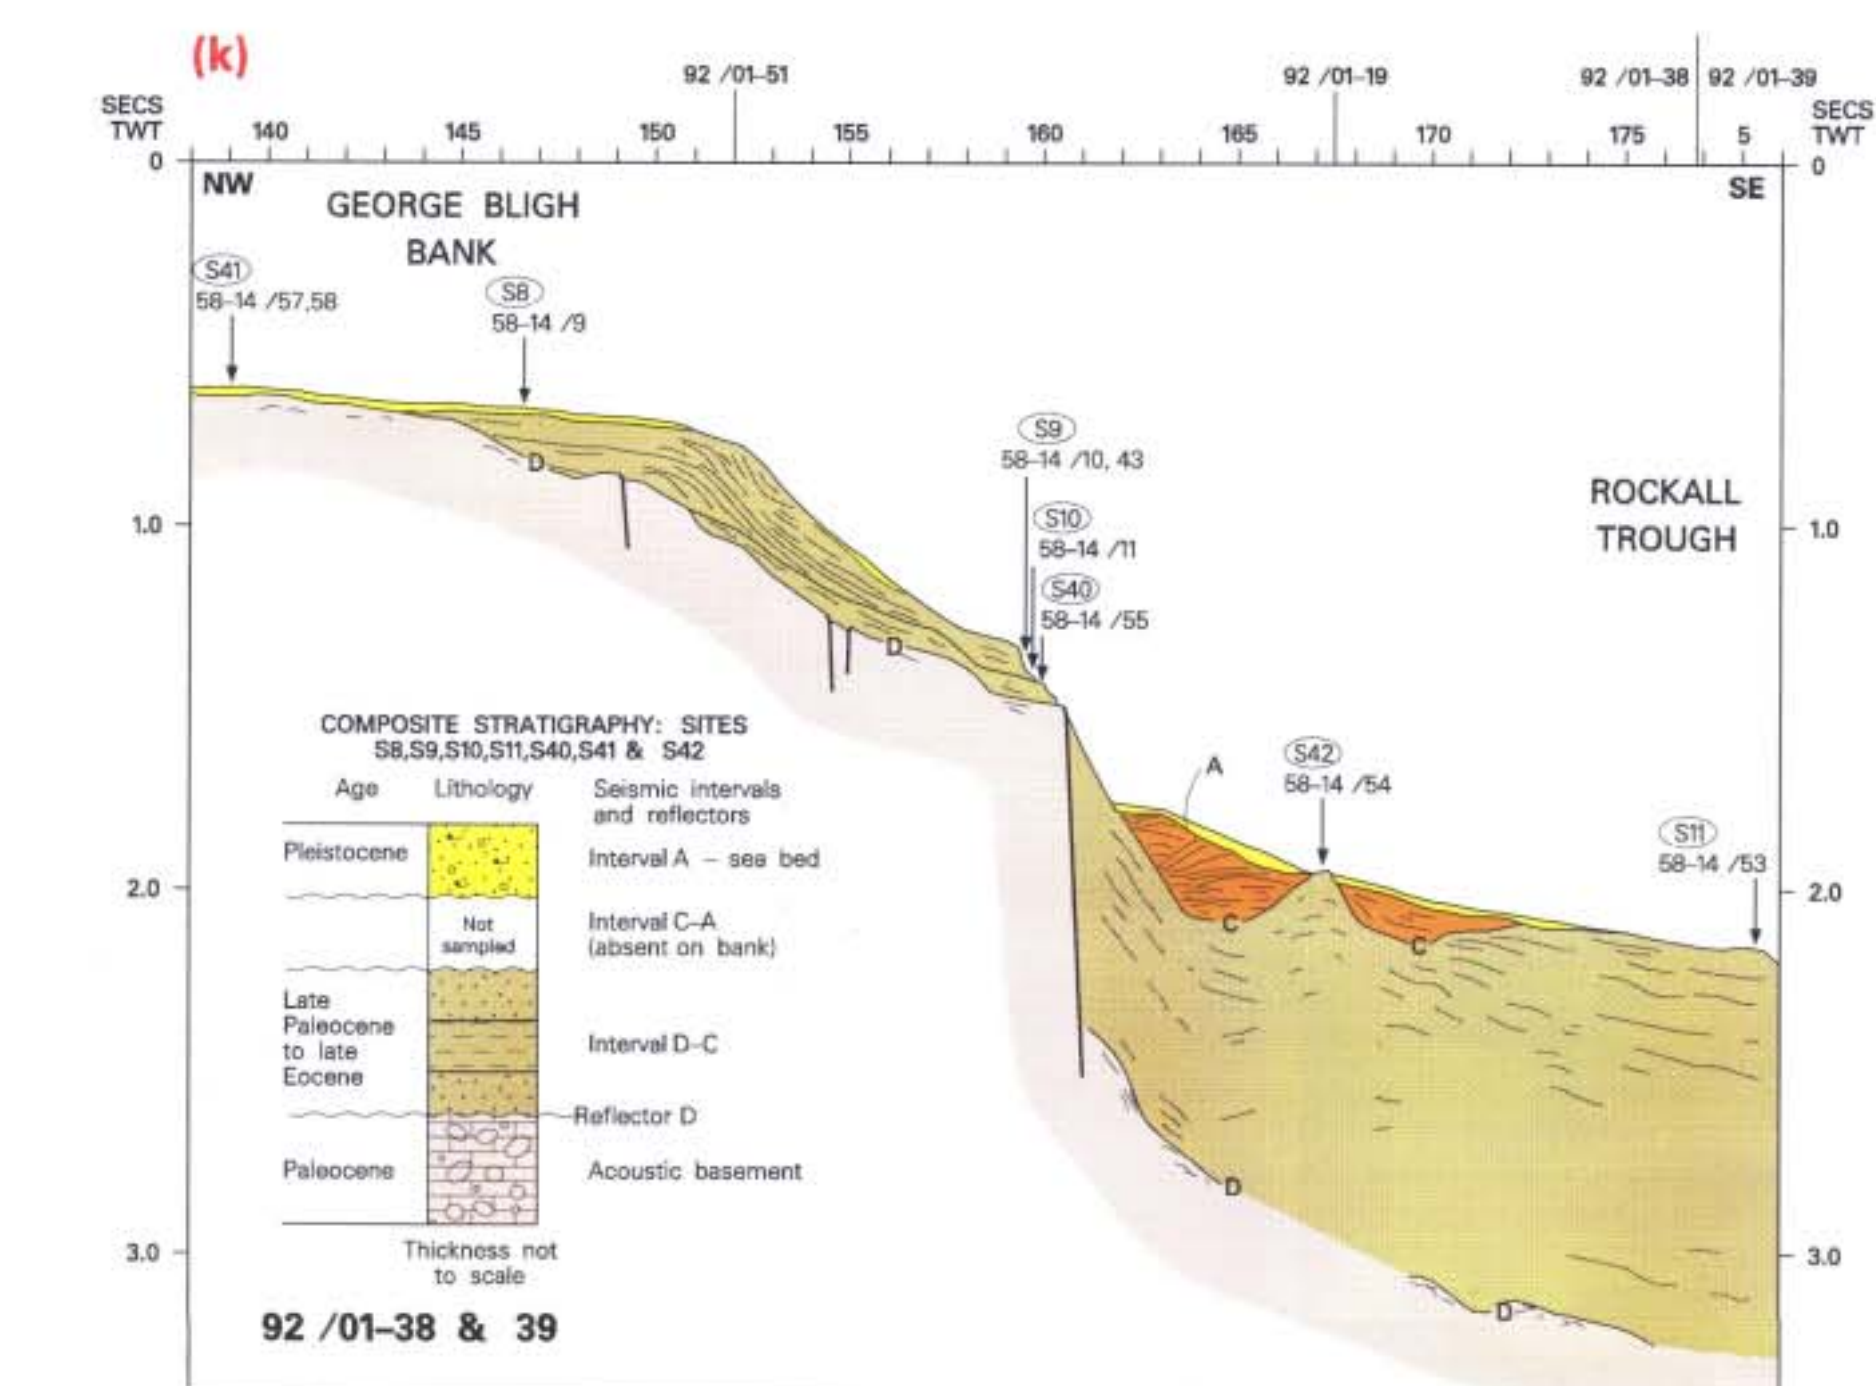 (k)
92 /01–51
92 /01–19
92 /01–38
92 /01–39
SECS
TWT
140
145
150
155
160
165
170
175
5
SECS
TWT
0
0
NW
SE
GEORGE BLIGH
BANK
S41
58–14 /57,58
S8
58–14 /9
S9
58–14 /10, 43
D
ROCKALL
TROUGH
1.0
1.0
S10
58–14 /11
S40
58–14 /55
D
COMPOSITE STRATIGRAPHY: SITES
S8,S9,S10,S11,S40,S41 & S42
A
S42
58–14 /54
Age
Lithology
Seismic intervals
and reflectors
S11
58–14 /53
Pleistocene
Interval A – sea bed
2.0
2.0
Not
sampled
Interval C–A
(absent on bank)
C
C
Late
Paleocene
to late
Eocene
Interval D–C
Reflector D
Paleocene
Acoustic basement
D
3.0
3.0
Thickness not
to scale
D
92 /01–38 & 39